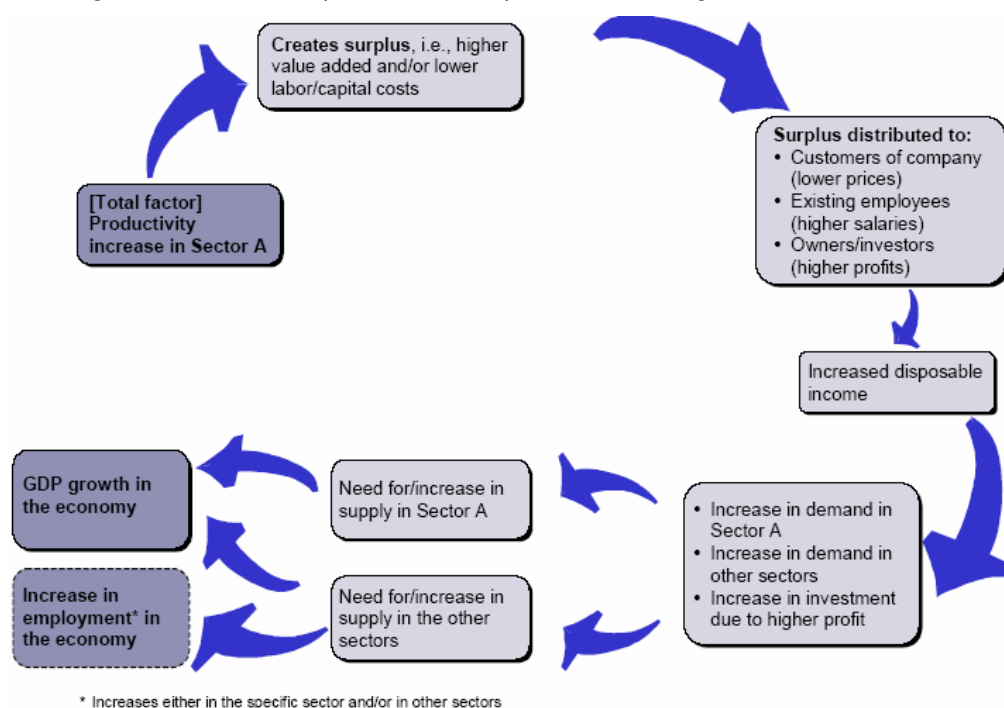 Creates surplus, i.e., higher
value added and/or lower
labor/capital costs
Surplus distributed to:
• Customers of company
(lower prices)
• Existing employees
(higher salaries)
• Owners/investors
(higher profits)
[Total factor]
Productivity
increase in Sector A
Increased disposable
income
GDP growth in
the economy
Need for/increase in
supply in Sector A
• Increase in demand in
Sector A
• Increase in demand in
other sectors
• Increase in investment
due to higher profit
Increase in
employment* in
the economy
Need for/increase in
supply in the other
sectors
* Increases either in the specific sector and/or in other sectors